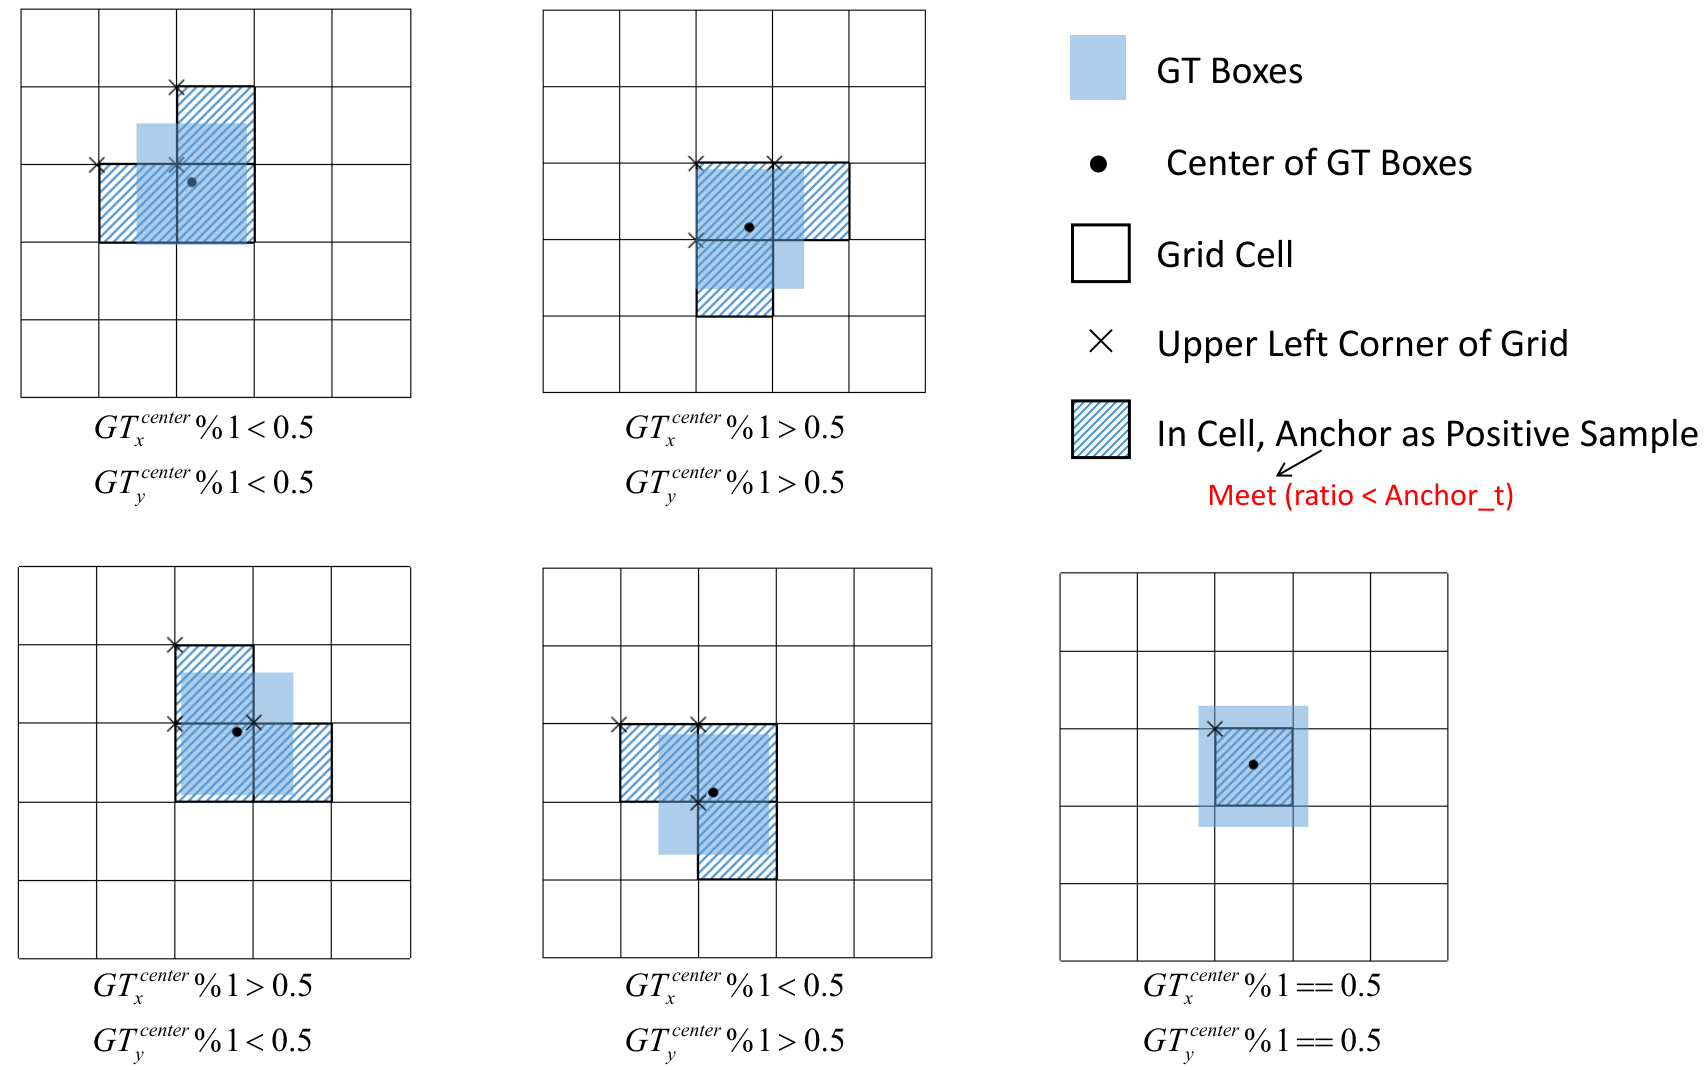 GT Boxes
Center of GT Boxes
Grid Cell
Upper Left Corner of Grid
In Cell, Anchor as Positive Sample
Meet (ratio < Anchor_t)
GT_x^center %1 < 0.5
GT_y^center %1 < 0.5
GT_x^center %1 > 0.5
GT_y^center %1 > 0.5
GT_x^center %1 > 0.5
GT_y^center %1 < 0.5
GT_x^center %1 < 0.5
GT_y^center %1 > 0.5
GT_x^center %1 == 0.5
GT_y^center %1 == 0.5